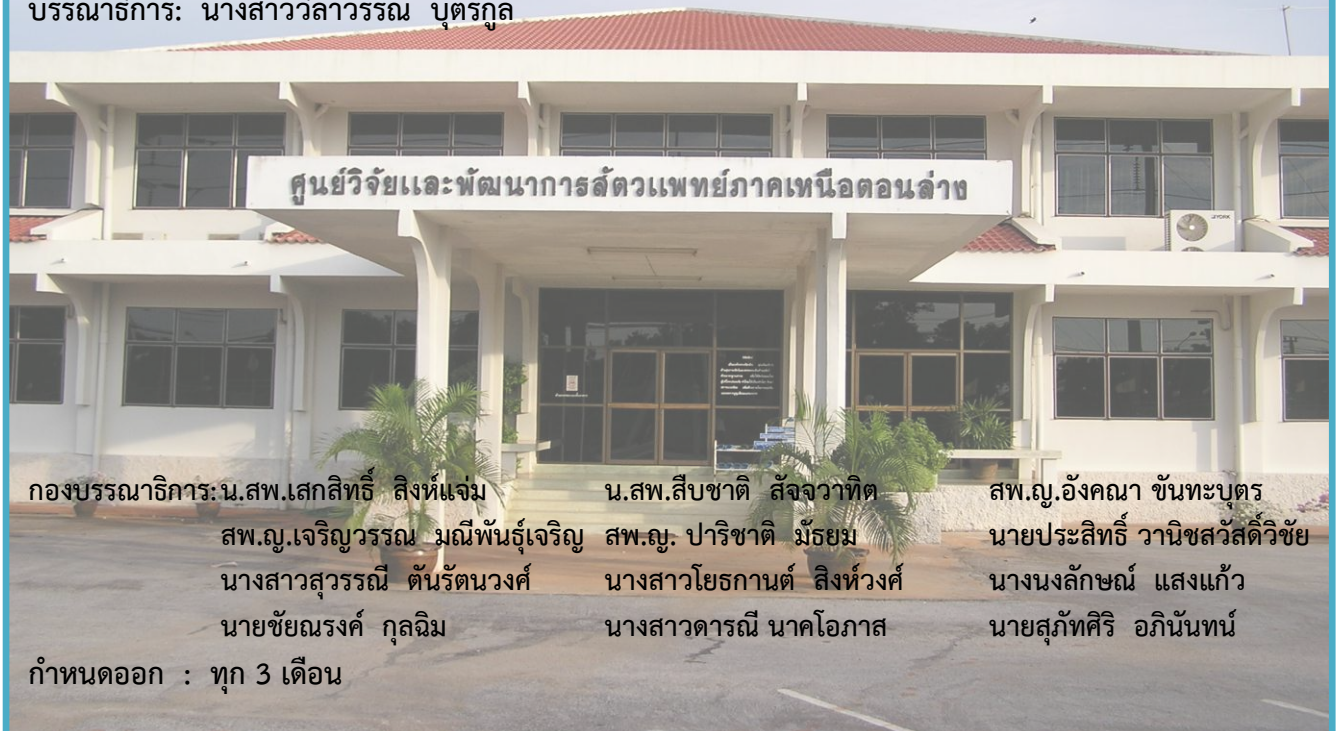 บรรณาธิการ: นางสาววิลาวรรณ บุตรกูล
ศูนย์วิจัยและพัฒนาการสัตวแพทย์ภาคเหนือตอนล่าง
กองบรรณาธิการ: น.สพ.เสกสิทธิ์ สิงห์แจ่ม น.สพ.สืบชาติ สัจจวาทิต สพ.ญ.อังคณา ขันทะบุตร
สพ.ญ.เจริญวรรณ มณีพันธุ์เจริญ สพ.ญ. ปาริชาติ มัธยม นายประสิทธิ์ วานิชสวัสดิ์วิชัย
นางสาวสุวรรณี ตันรัตนวงศ์ นางสาวโยธกานต์ สิงห์วงศ์ นางนงลักษณ์ แสงแก้ว
นายชัยณรงค์ กุลฉิม นางสาวดารณี นาคโอภาส นายสุภัทศิริ อภินันทน์
กำหนดออก : ทุก 3 เดือน